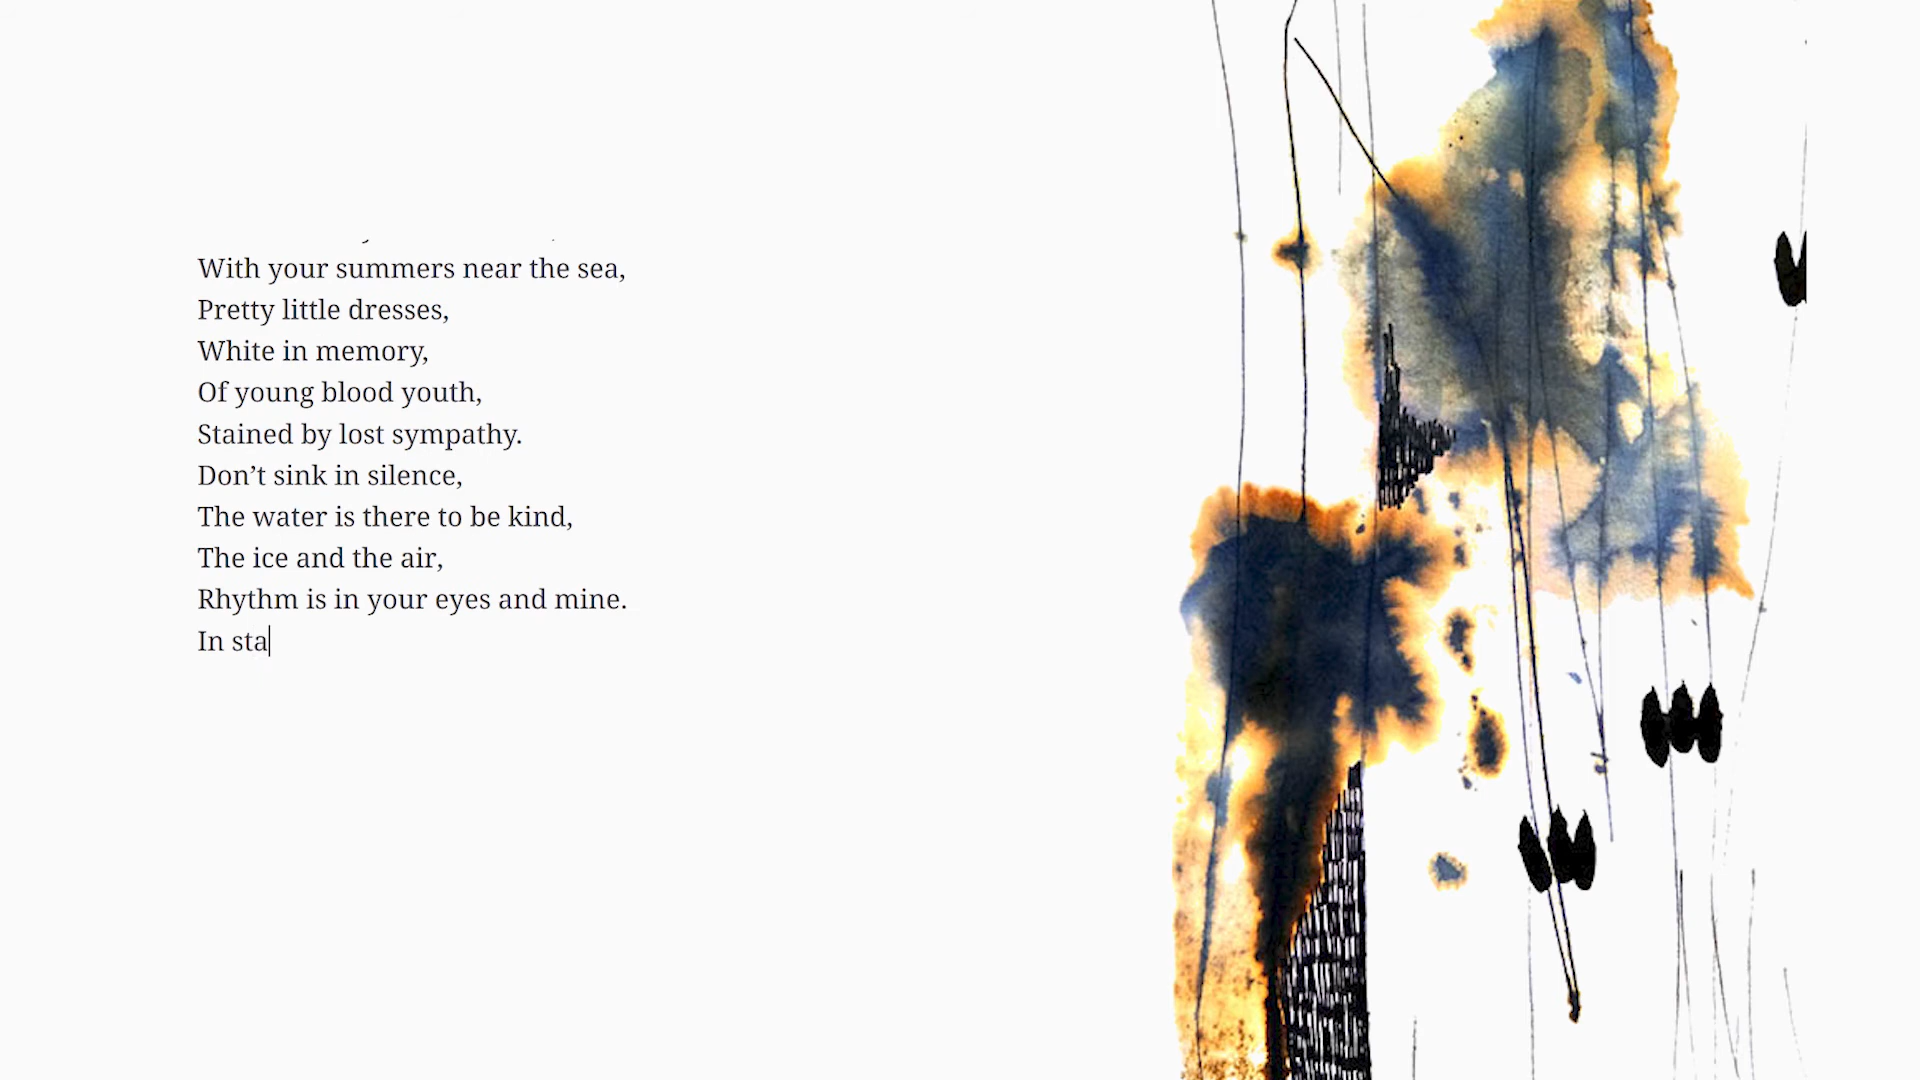 With your summers near the sea,
Pretty little dresses,
White in memory,
Of young blood youth,
Stained by lost sympathy.
Don’t sink in silence,
The water is there to be kind,
The ice and the air,
Rhythm is in your eyes and mine.
In sta